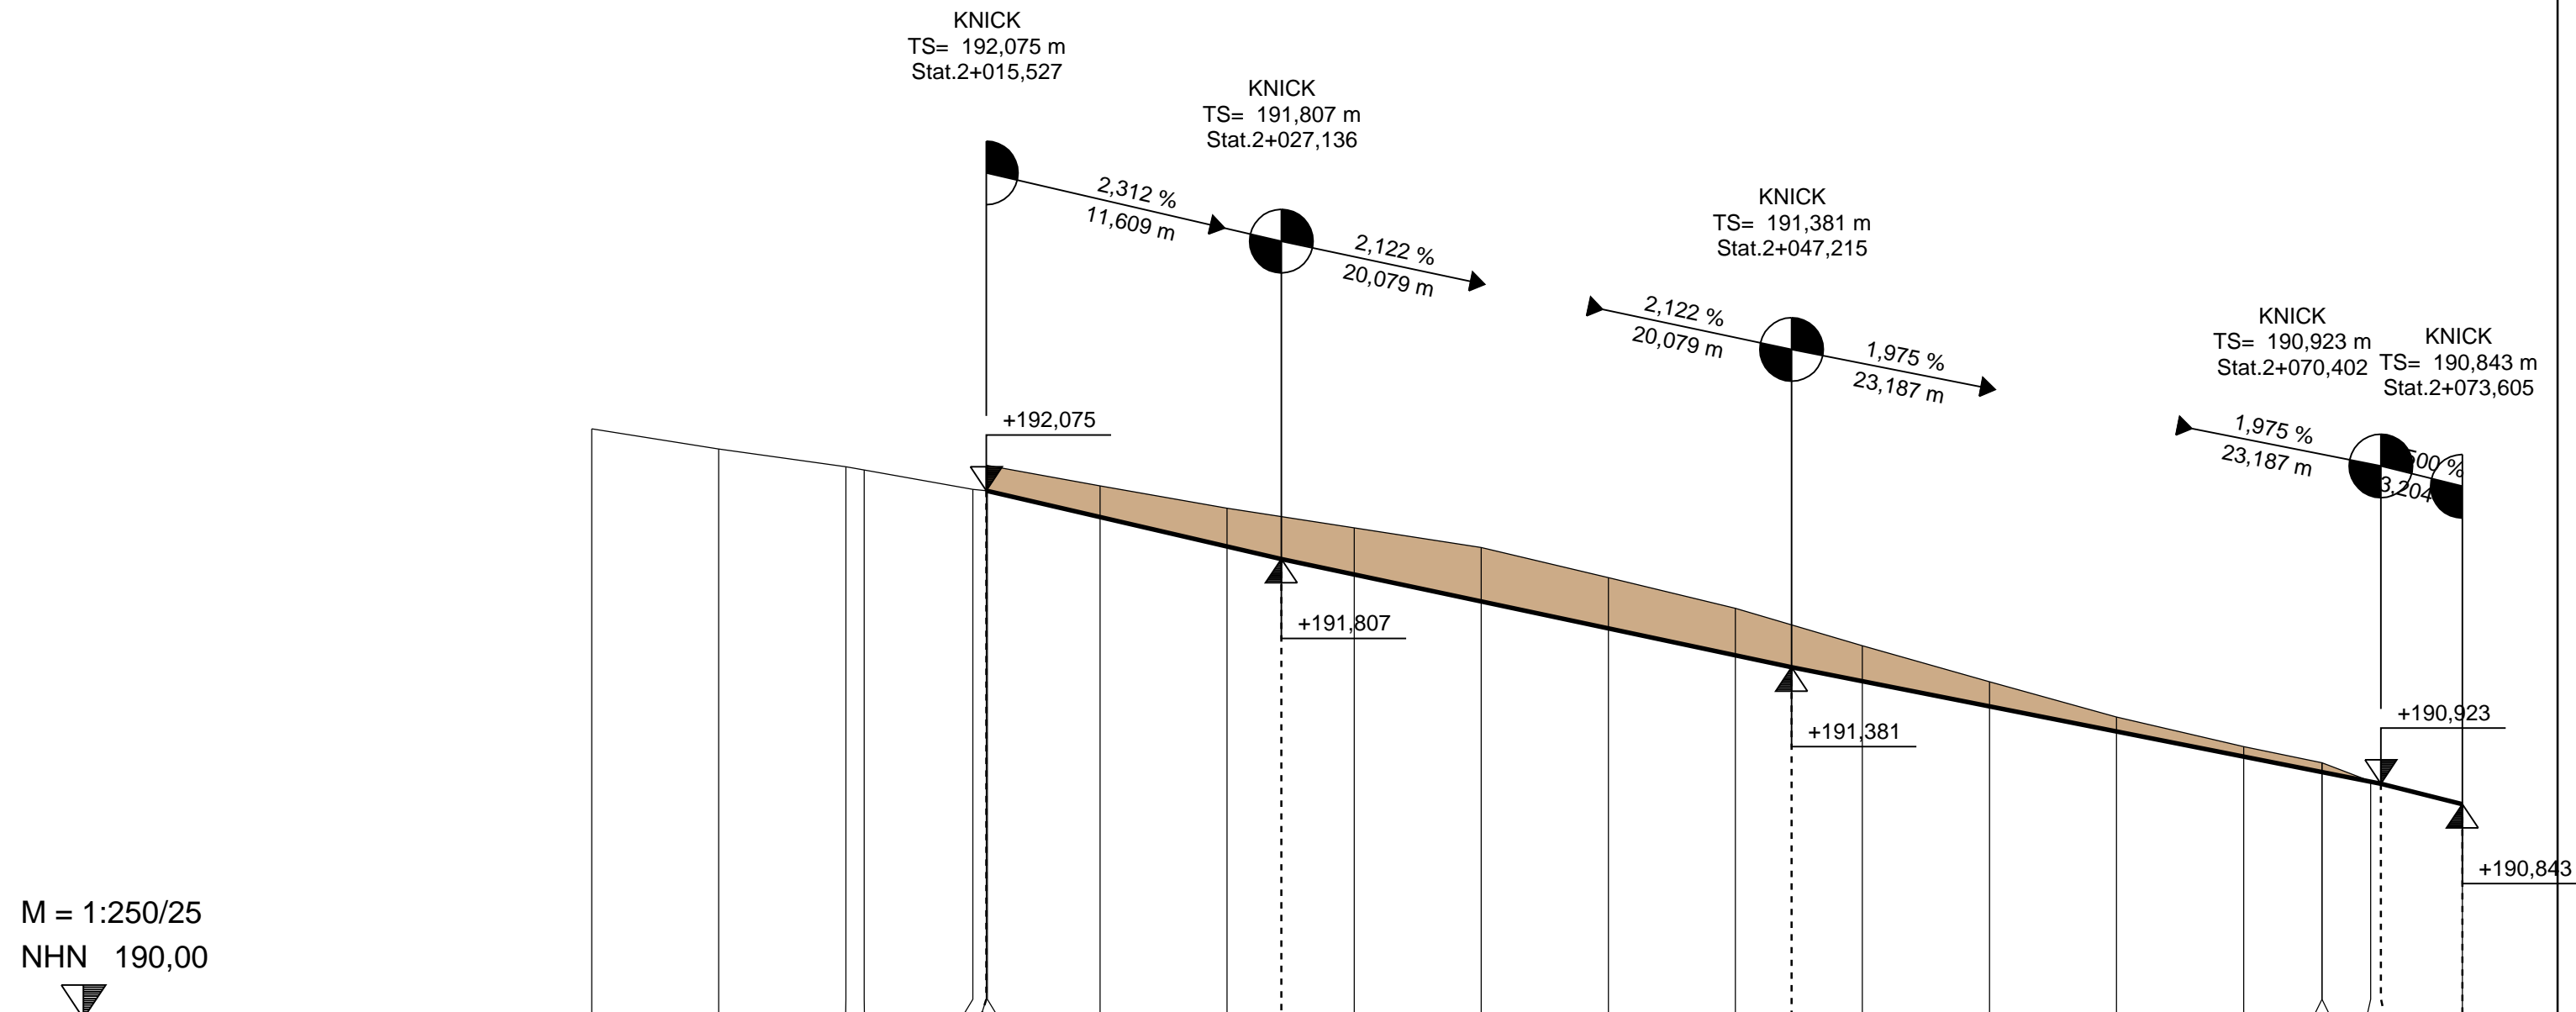 KNICK
TS= 192,075 m
Stat.2+015,527
KNICK
TS= 191,807 m
Stat.2+027,136
2,312 %
11,609 m
2,122 %
20,079 m
KNICK
TS= 191,381 m
Stat.2+047,215
2,122 %
20,079 m
1,975 %
23,187 m
KNICK
TS= 190,923 m
Stat.2+070,402
KNICK
TS= 190,843 m
Stat.2+073,605
1,975 %
23,187 m
500 %
3,204
+192,075
+191,807
+191,381
+190,923
+190,843
M = 1:250/25
NHN 190,00